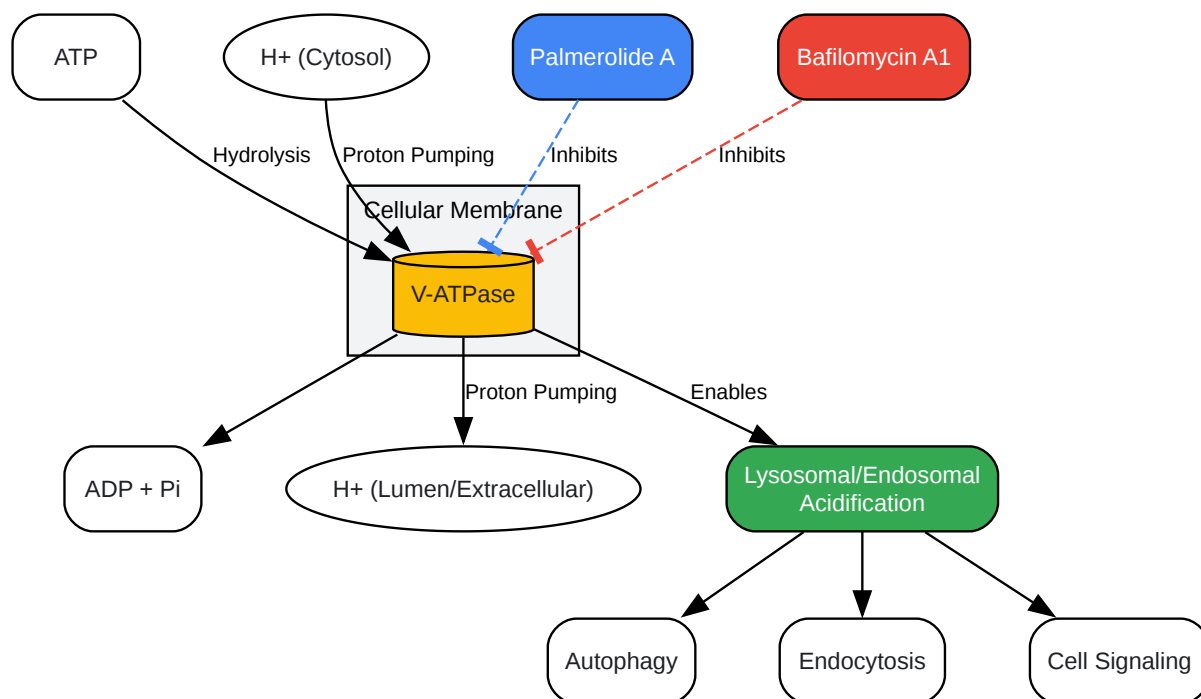 ATP
H+ (Cytosol)
Palmerolide A
Bafilomycin A1
Hydrolysis
Proton Pumping
Inhibits
Inhibits
Cellular Membrane
V-ATPase
Proton Pumping
Enables
ADP + Pi
H+ (Lumen/Extracellular)
Lysosomal/Endosomal
Acidification
Autophagy
Endocytosis
Cell Signaling